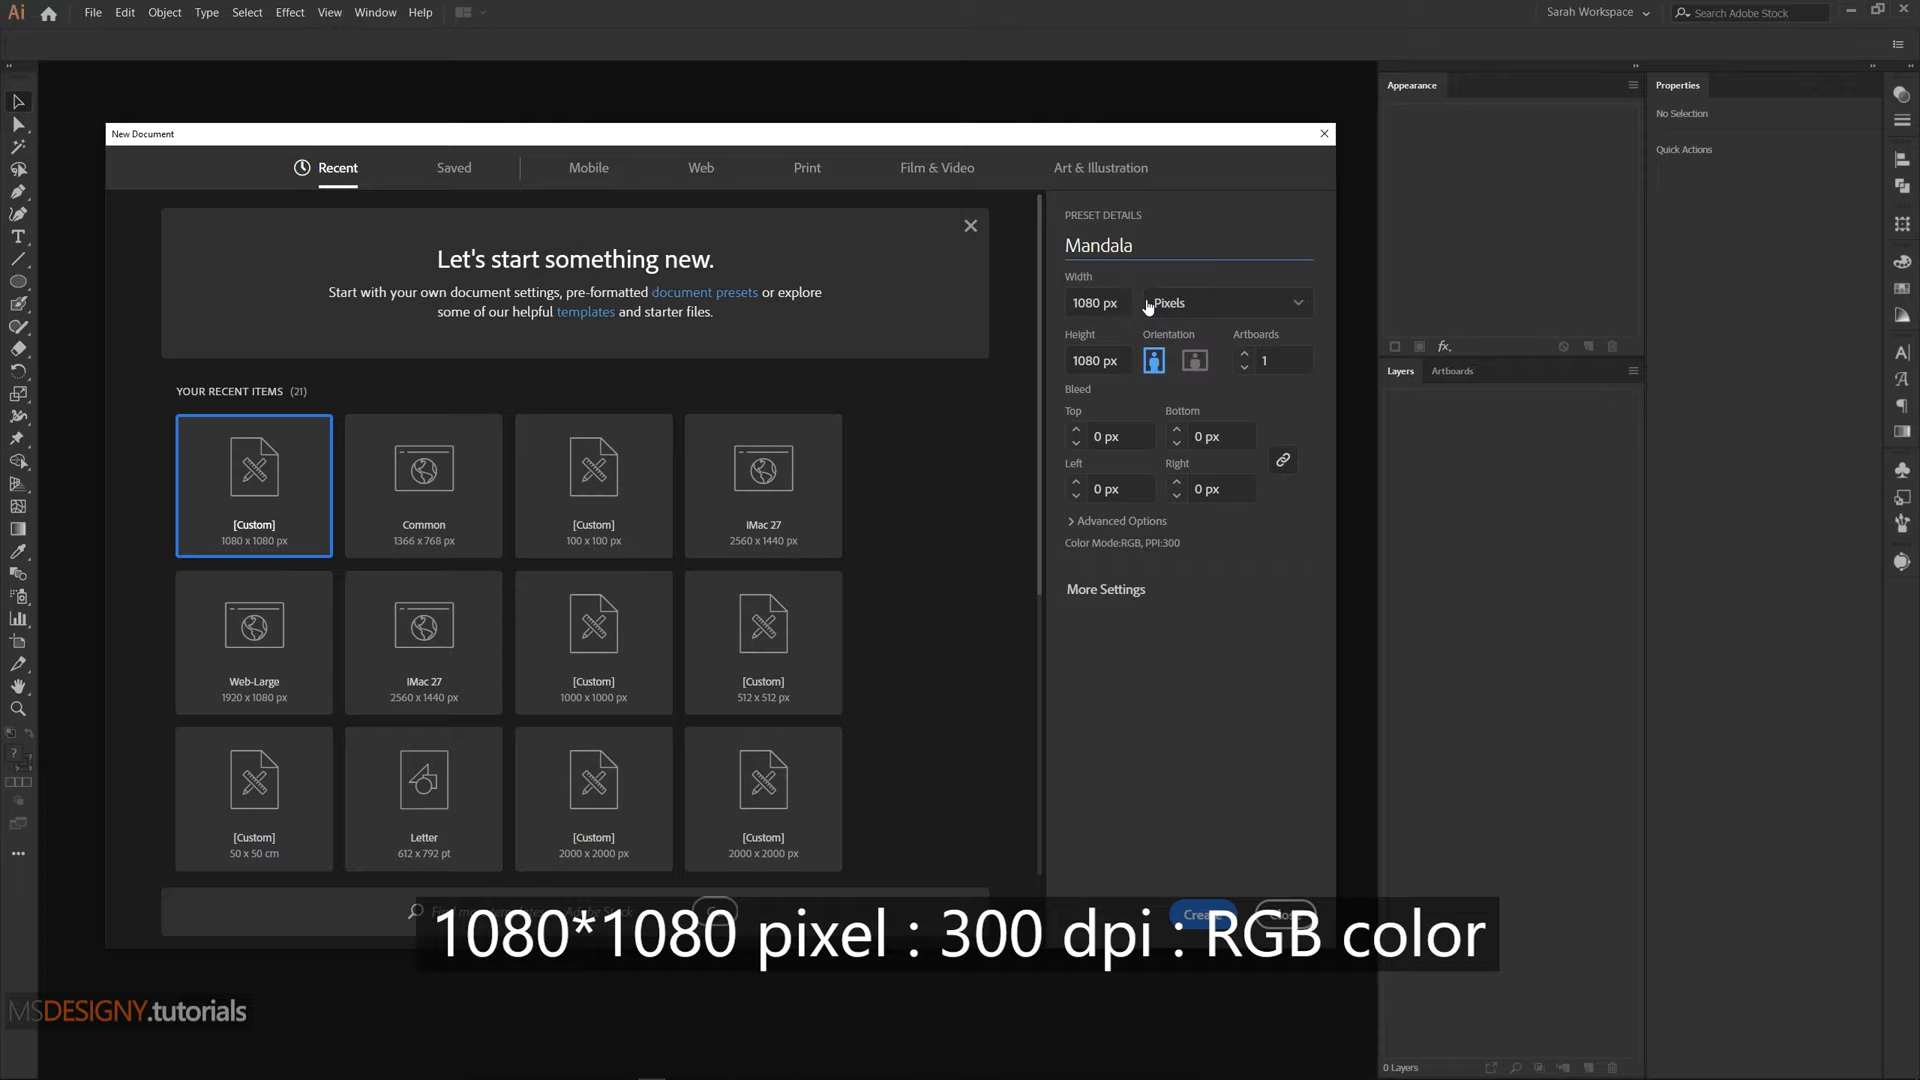 Ai File Edit Object Type Select Effect View Window Help Sarah Workspace Search Adobe Stock
Appearance
Properties
No Selection
Quick Actions
New Document
Recent Saved Mobile Web Print Film & Video Art & Illustration
Let's start something new.
Start with your own document settings, pre-formatted document presets or explore
some of our helpful templates and starter files.
YOUR RECENT ITEMS (21)
[Custom]
1080 x 1080 px
Common
1366 x 768 px
[Custom]
100 x 100 px
IMac 27
2560 x 1440 px
Web-Large
1920 x 1080 px
IMac 27
2560 x 1440 px
[Custom]
1000 x 1000 px
[Custom]
512 x 512 px
[Custom]
50 x 50 cm
Letter
612 x 792 pt
[Custom]
2000 x 2000 px
[Custom]
2000 x 2000 px
PRESET DETAILS
Mandala
Width
1080 px Pixels
Height Orientation Artboards
1080 px 1
Bleed
Top Bottom
0 px 0 px
Left Right
0 px 0 px
Advanced Options
Color Mode:RGB, PPI:300
More Settings
fx.
Layers Artboards
1080*1080 pixel : 300 dpi : RGB color
MSDESIGNY.tutorials
0 Layers